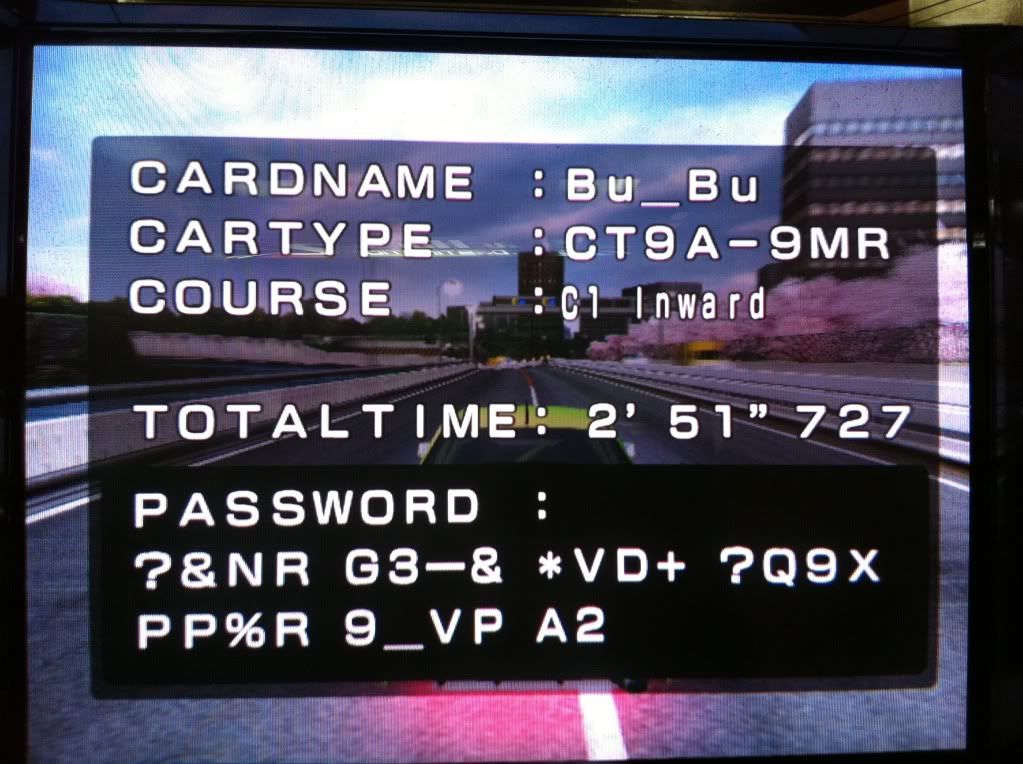 CARDNAME : Bu_Bu
CARTYPE : CT9A-9MR
COURSE : C1 Inward
TOTALTIME: 2' 51" 727
PASSWORD :
?&NR G3-& *VD+ ?Q9X
PP%R 9_VP A2